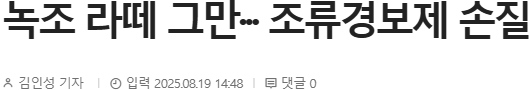 녹조 라떼 그만… 조류경보제 손질
김인성 기자 | 입력 2025.08.19 14:48 | 댓글 0